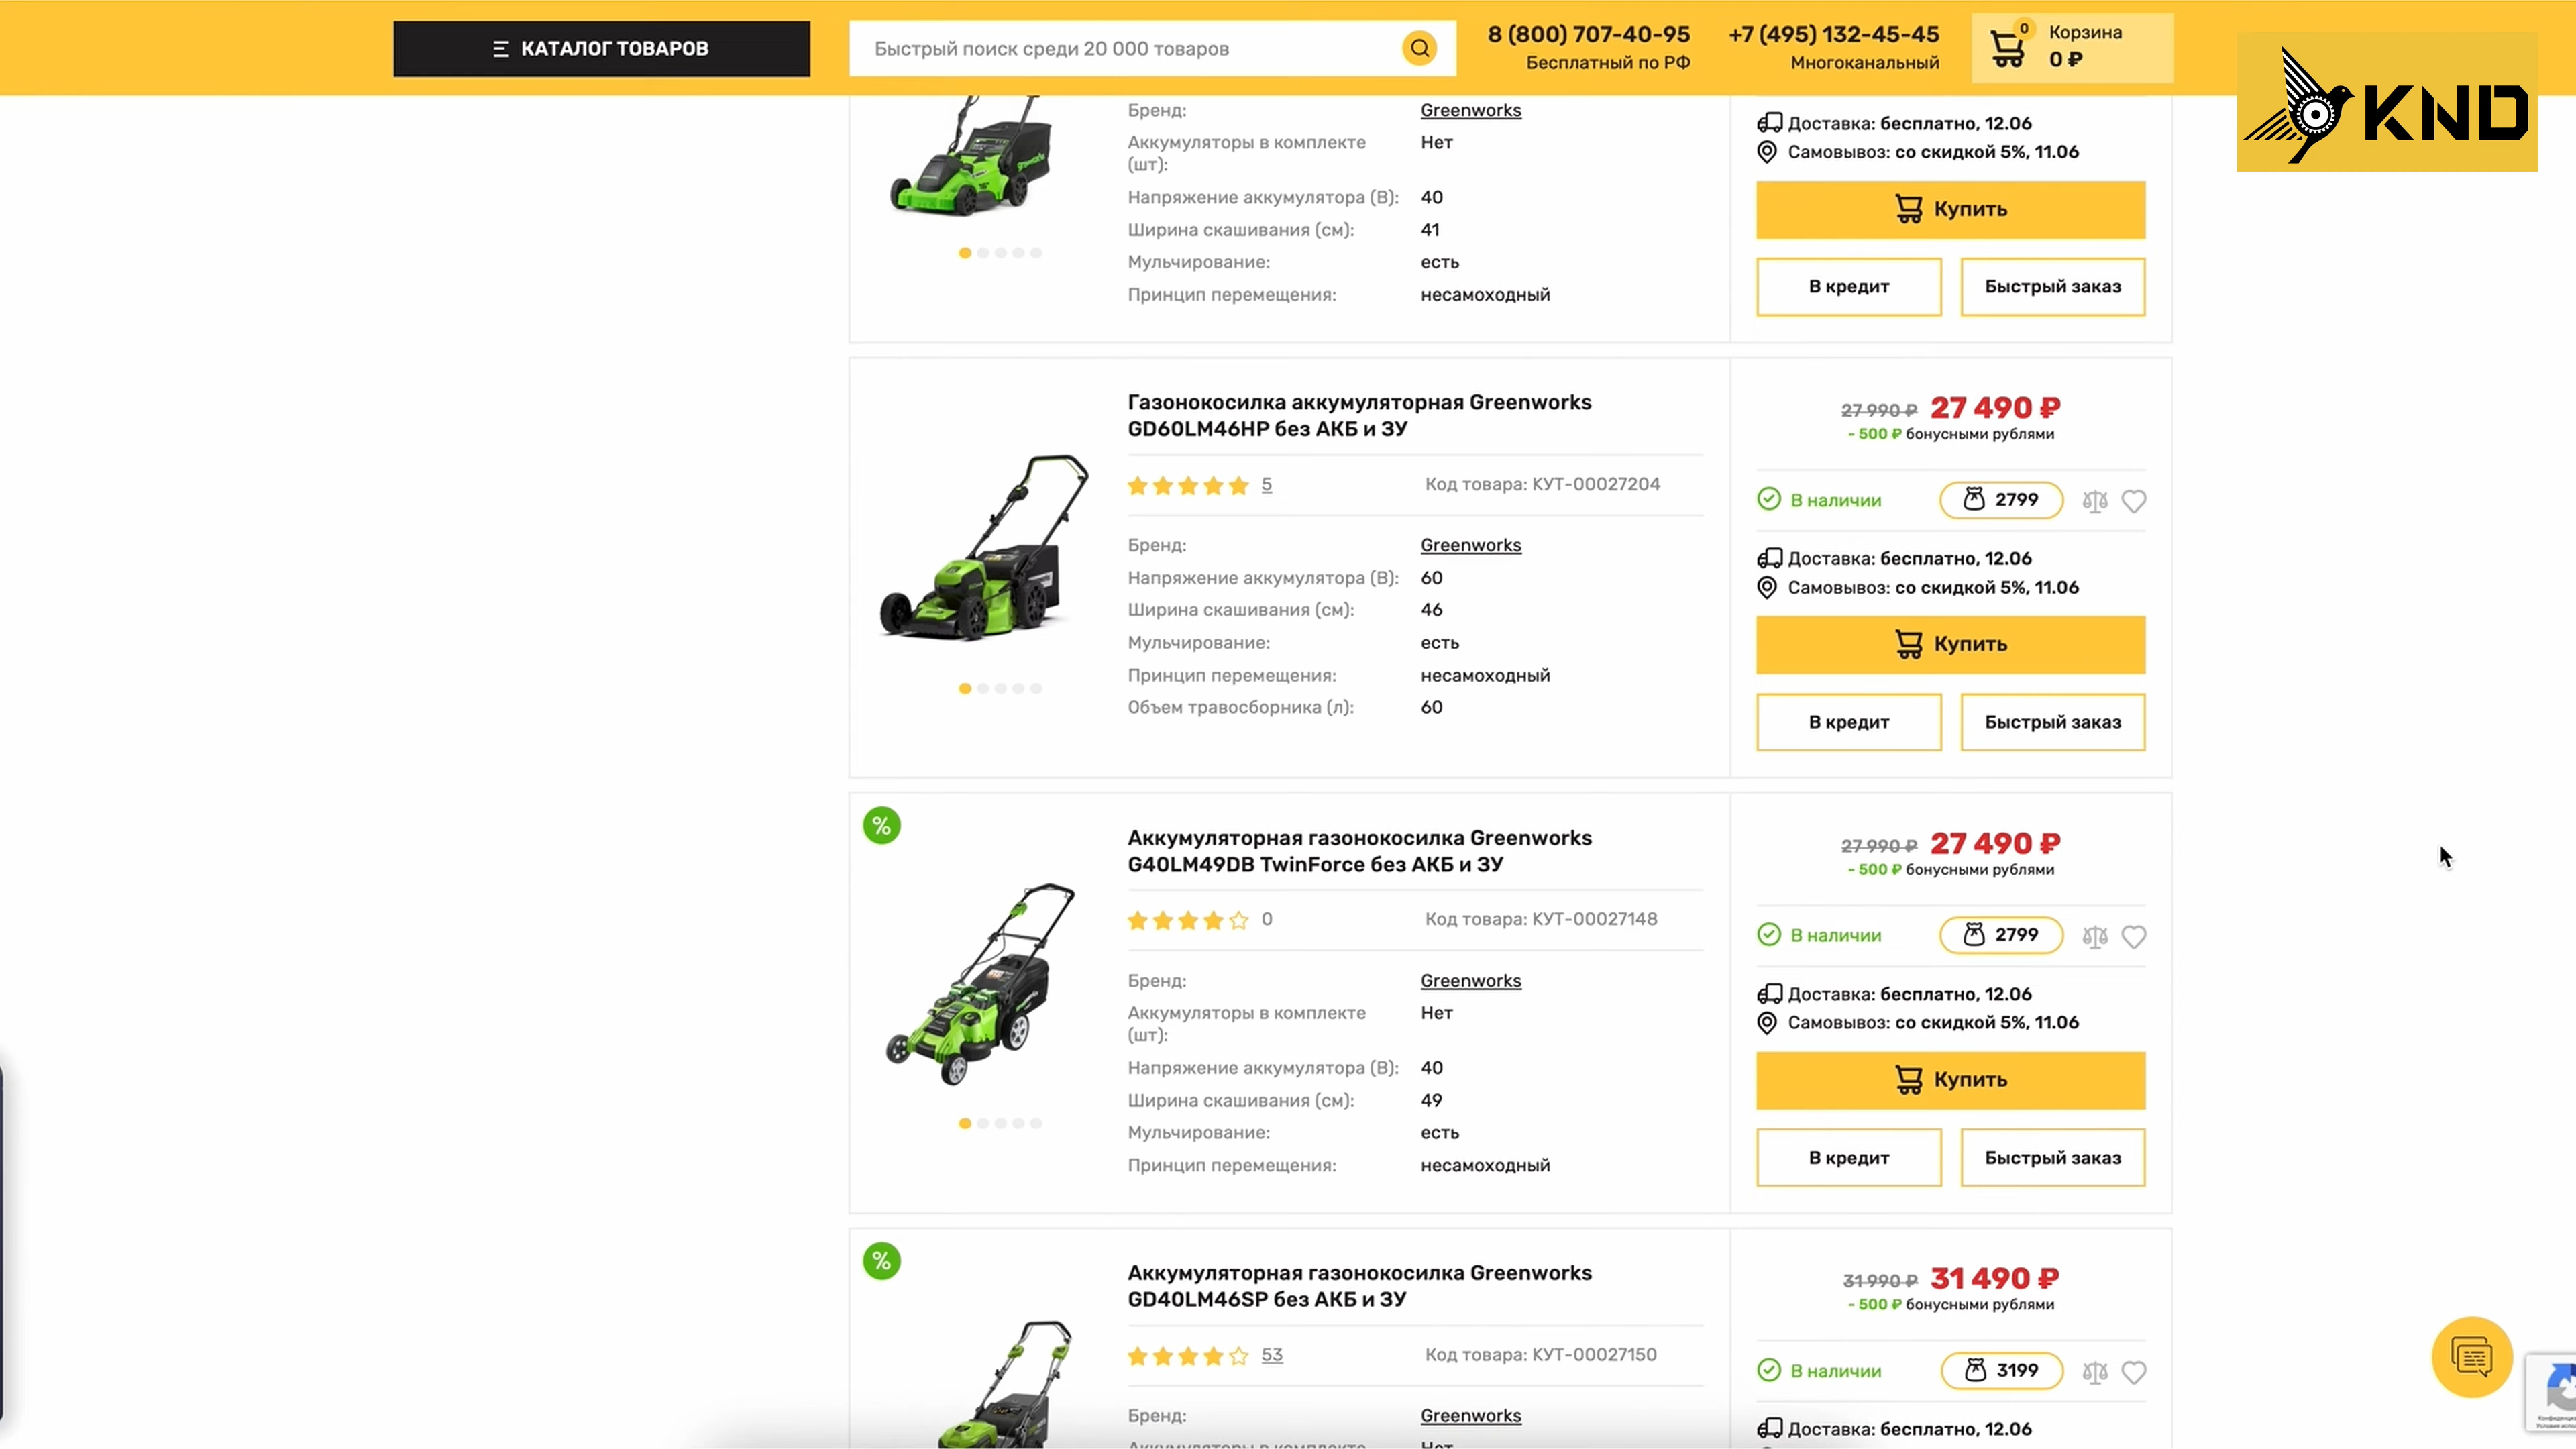 КАТАЛОГ ТОВАРОВ
Быстрый поиск среди 20 000 товаров
8 (800) 707-40-95
Бесплатный по РФ
+7 (495) 132-45-45
Многоканальный
0
Корзина
0 ₽
KND
Бренд: Greenworks
Аккумуляторы в комплекте (шт): Нет
Напряжение аккумулятора (В): 40
Ширина скашивания (см): 41
Мульчирование: есть
Принцип перемещения: несамоходный
Доставка: бесплатно, 12.06
Самовывоз: со скидкой 5%, 11.06
Купить
В кредит
Быстрый заказ
Газонокосилка аккумуляторная Greenworks
GD60LM46HP без АКБ и ЗУ
5
Код товара: КУТ-00027204
Бренд: Greenworks
Напряжение аккумулятора (В): 60
Ширина скашивания (см): 46
Мульчирование: есть
Принцип перемещения: несамоходный
Объем травосборника (л): 60
27 990 ₽ 27 490 ₽
- 500 ₽ бонусными рублями
В наличии
2799
Доставка: бесплатно, 12.06
Самовывоз: со скидкой 5%, 11.06
Купить
В кредит
Быстрый заказ
%
Аккумуляторная газонокосилка Greenworks
G40LM49DB TwinForce без АКБ и ЗУ
0
Код товара: КУТ-00027148
Бренд: Greenworks
Аккумуляторы в комплекте (шт): Нет
Напряжение аккумулятора (В): 40
Ширина скашивания (см): 49
Мульчирование: есть
Принцип перемещения: несамоходный
27 990 ₽ 27 490 ₽
- 500 ₽ бонусными рублями
В наличии
2799
Доставка: бесплатно, 12.06
Самовывоз: со скидкой 5%, 11.06
Купить
В кредит
Быстрый заказ
%
Аккумуляторная газонокосилка Greenworks
GD40LM46SP без АКБ и ЗУ
53
Код товара: КУТ-00027150
Бренд: Greenworks
31 990 ₽ 31 490 ₽
- 500 ₽ бонусными рублями
В наличии
3199
Доставка: бесплатно, 12.06